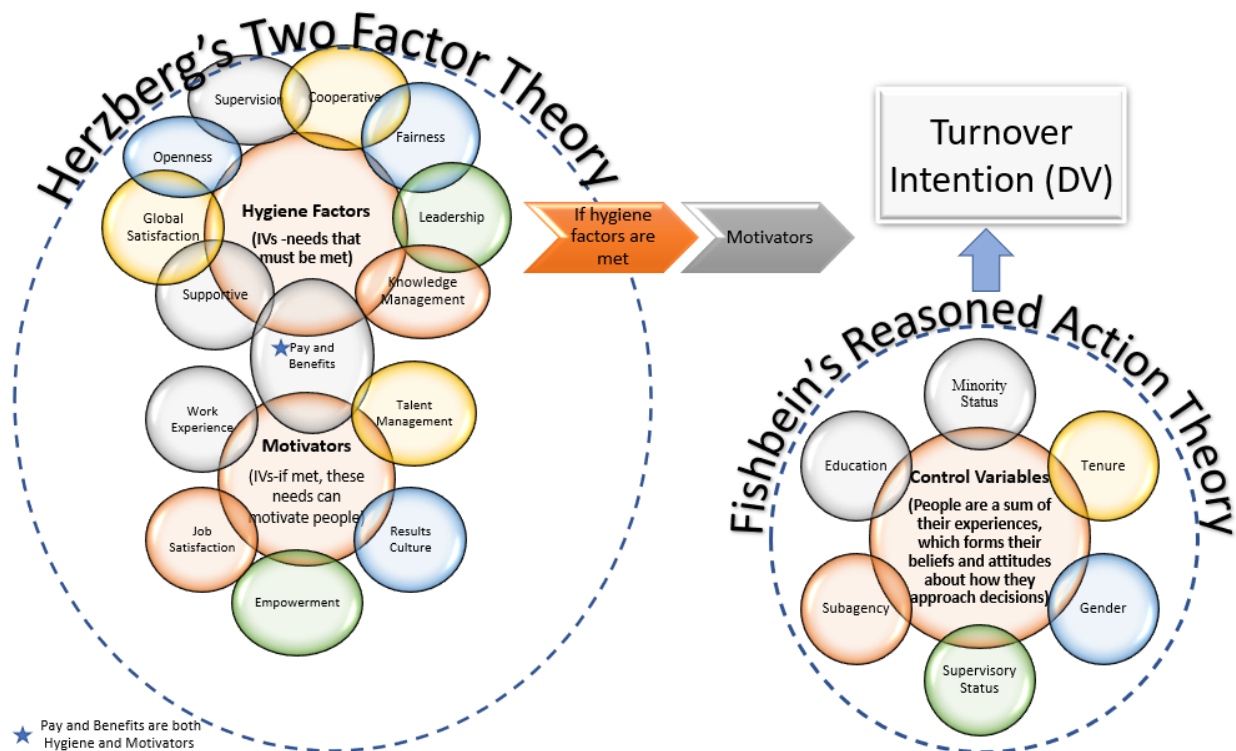 Herzberg's Two Factor Theory
Supervision
Cooperative
Fairness
Openness
Leadership
Global
Satisfaction
Hygiene Factors
(IVs -needs that
must be met)
Supportive
Knowledge
Management
Pay and
Benefits
Work
Experience
Talent
Management
Motivators
(IVs-if met, these
needs can
motivate people)
Job
Satisfaction
Results
Culture
Empowerment
Pay and Benefits are both
Hygiene and Motivators
If hygiene
factors are
met
Motivators
Turnover
Intention (DV)
Fishbein's Reasoned Action Theory
Minority
Status
Education
Tenure
Control Variables
(People are a sum of
their experiences,
which forms their
beliefs and attitudes
about how they
approach decisions)
Subagency
Gender
Supervisory
Status